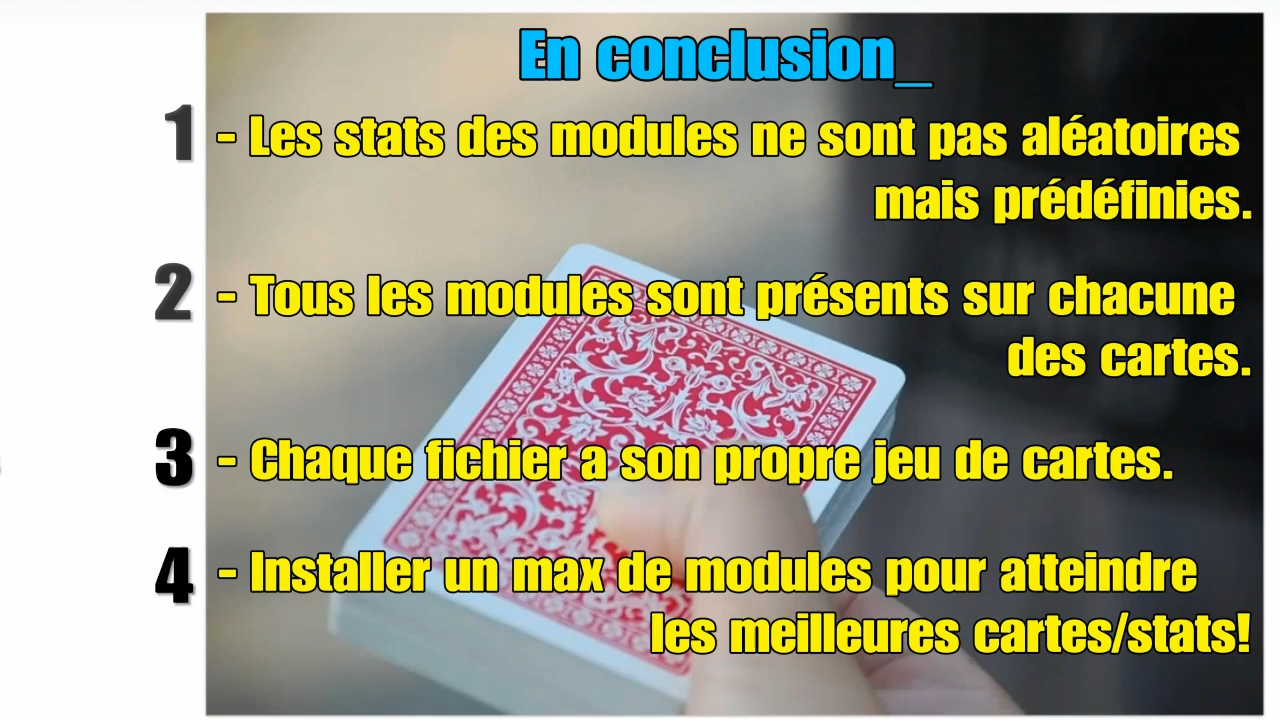 En conclusion_
1 - Les stats des modules ne sont pas aléatoires
mais prédéfinies.
2 - Tous les modules sont présents sur chacune
des cartes.
3 - Chaque fichier a son propre jeu de cartes.
4 - Installer un max de modules pour atteindre
les meilleures cartes/stats!